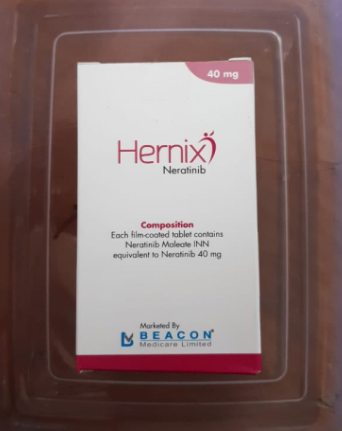 40 mg
Hernix
Neratinib
Composition
Each film-coated tablet contains
Neratinib Maleate INN
equivalent to Neratinib 40 mg
Marketed By
BEACON®
Medicare Limited